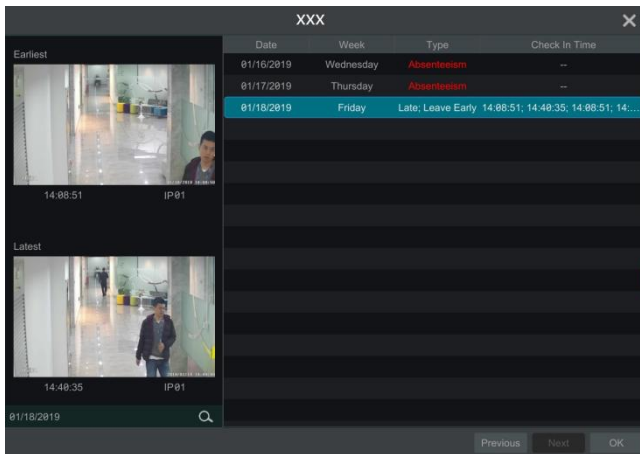 XXX
Earliest
14:08:51 IP01
Latest
14:40:35 IP01
01/18/2019
Date Week Type Check In Time
01/16/2019 Wednesday Absenteeism --
01/17/2019 Thursday Absenteeism --
01/18/2019 Friday Late; Leave Early 14:08:51; 14:40:35; 14:08:51; 14:...
Previous Next OK